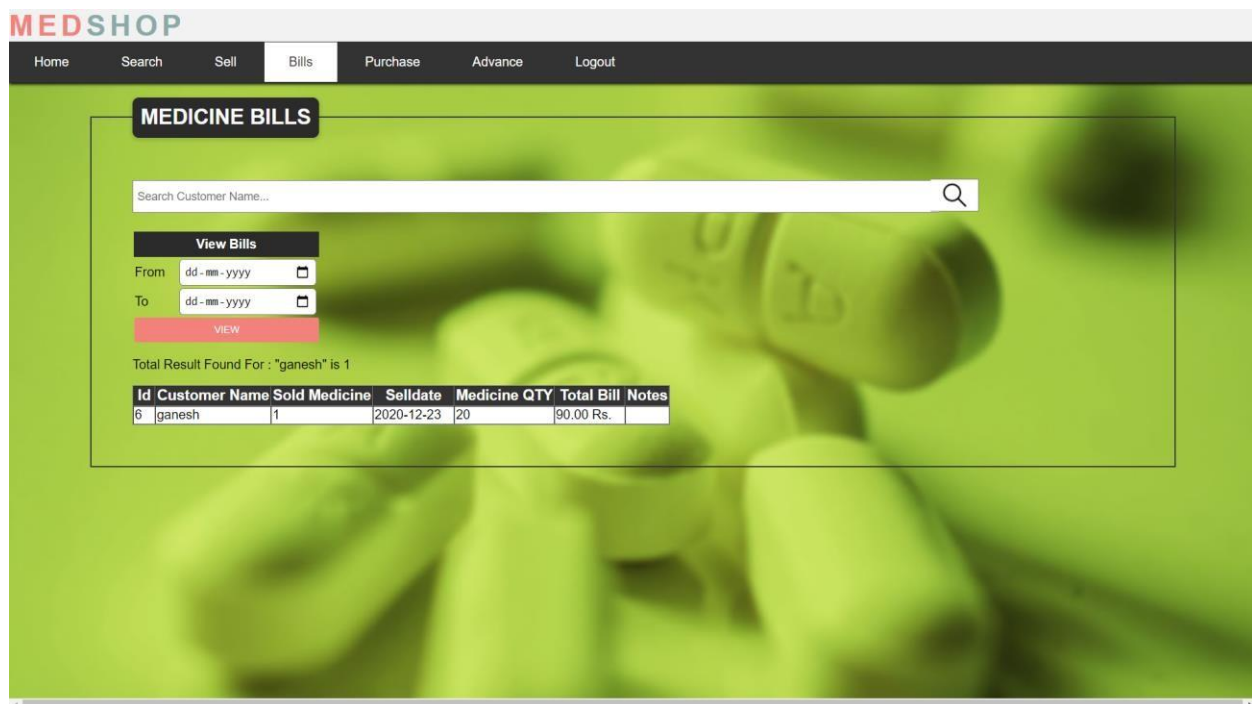 MEDSHOP
Home Search Sell Bills Purchase Advance Logout
MEDICINE BILLS
Search Customer Name...
View Bills
From dd-mm-yyyy
To dd-mm-yyyy
VIEW
Total Result Found For : "ganesh" is 1
Id Customer Name Sold Medicine Selldate Medicine QTY Total Bill Notes
6 ganesh 1 2020-12-23 20 90.00 Rs.